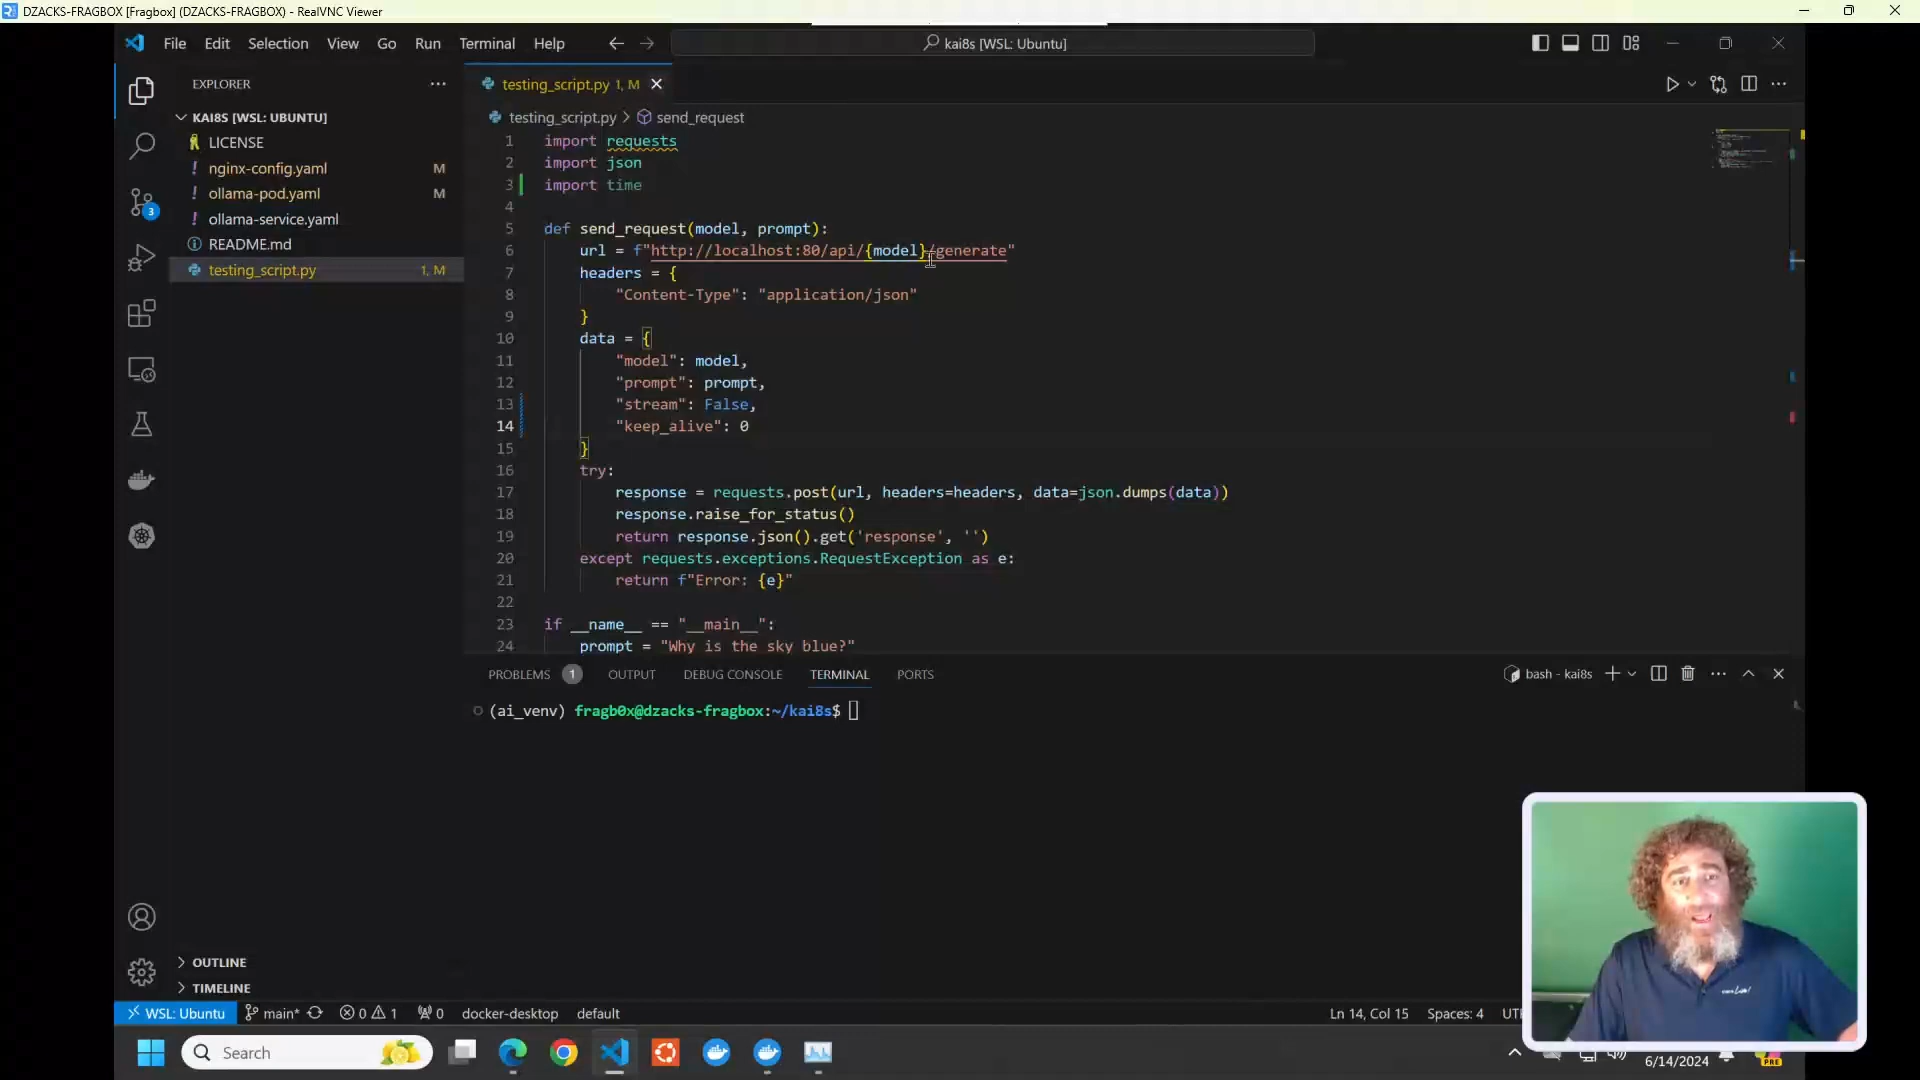 DZACKS-FRAGBOX [Fragbox] (DZACKS-FRAGBOX) - RealVNC Viewer
File Edit Selection View Go Run Terminal Help
kai8s [WSL: Ubuntu]
EXPLORER
KAI8S [WSL: UBUNTU]
LICENSE
nginx-config.yaml M
ollama-pod.yaml M
ollama-service.yaml
README.md
testing_script.py 1, M
OUTLINE
TIMELINE
3
testing_script.py 1, M
testing_script.py > send_request
1 import requests
2 import json
3 import time
4
5 def send_request(model, prompt):
6 url = f"http://localhost:80/api/{model}/generate"
7 headers = {
8 "Content-Type": "application/json"
9 }
10 data = {
11 "model": model,
12 "prompt": prompt,
13 "stream": False,
14 "keep_alive": 0
15 }
16 try:
17 response = requests.post(url, headers=headers, data=json.dumps(data))
18 response.raise_for_status()
19 return response.json().get('response', '')
20 except requests.exceptions.RequestException as e:
21 return f"Error: {e}"
22
23 if __name__ == "__main__":
24 prompt = "Why is the sky blue?"
PROBLEMS 1 OUTPUT DEBUG CONSOLE TERMINAL PORTS
bash - kai8s
(ai_venv) fragb0x@dzacks-fragbox:~/kai8s$
WSL: Ubuntu main* 0 1 0 docker-desktop default
Ln 14, Col 15 Spaces: 4
Search
6/14/2024
PRE